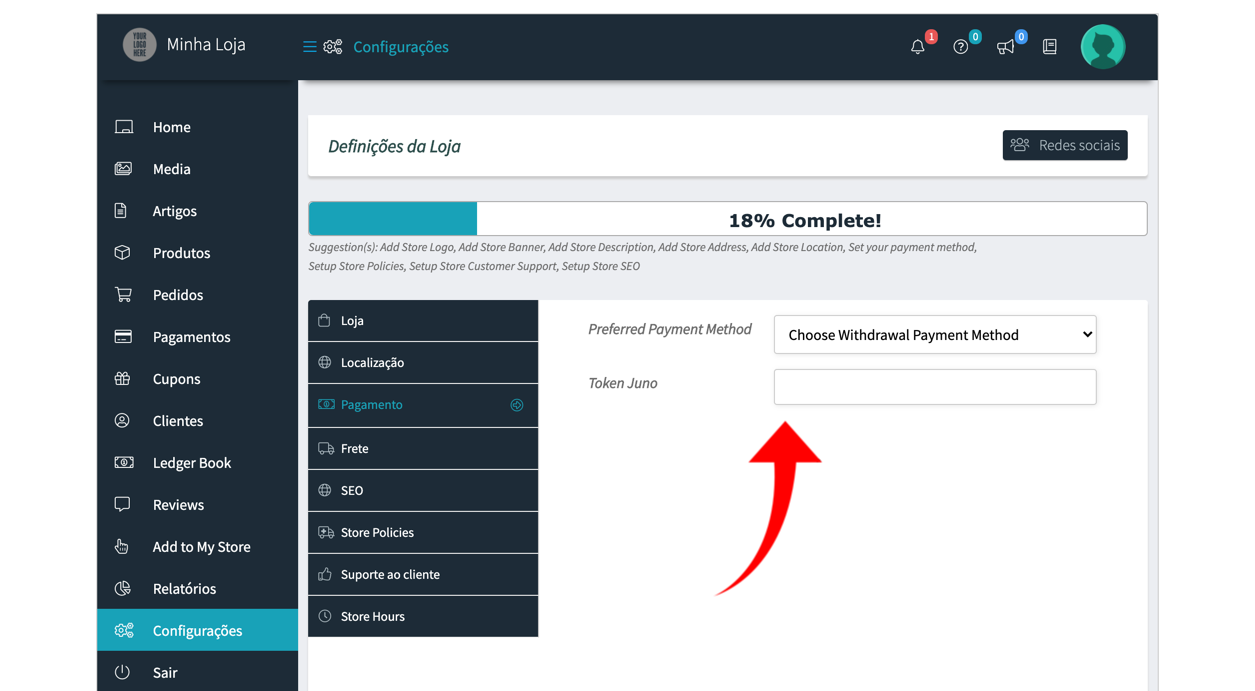 YOUR
LOGO
HERE
Minha Loja
Configurações
1
0
0
Home
Media
Artigos
Produtos
Pedidos
Pagamentos
Cupons
Clientes
Ledger Book
Reviews
Add to My Store
Relatórios
Configurações
Sair
Definições da Loja
Redes sociais
18% Complete!
Suggestion(s): Add Store Logo, Add Store Banner, Add Store Description, Add Store Address, Add Store Location, Set your payment method,
Setup Store Policies, Setup Store Customer Support, Setup Store SEO
Loja
Localização
Pagamento
Frete
SEO
Store Policies
Suporte ao cliente
Store Hours
Preferred Payment Method
Choose Withdrawal Payment Method
Token Juno